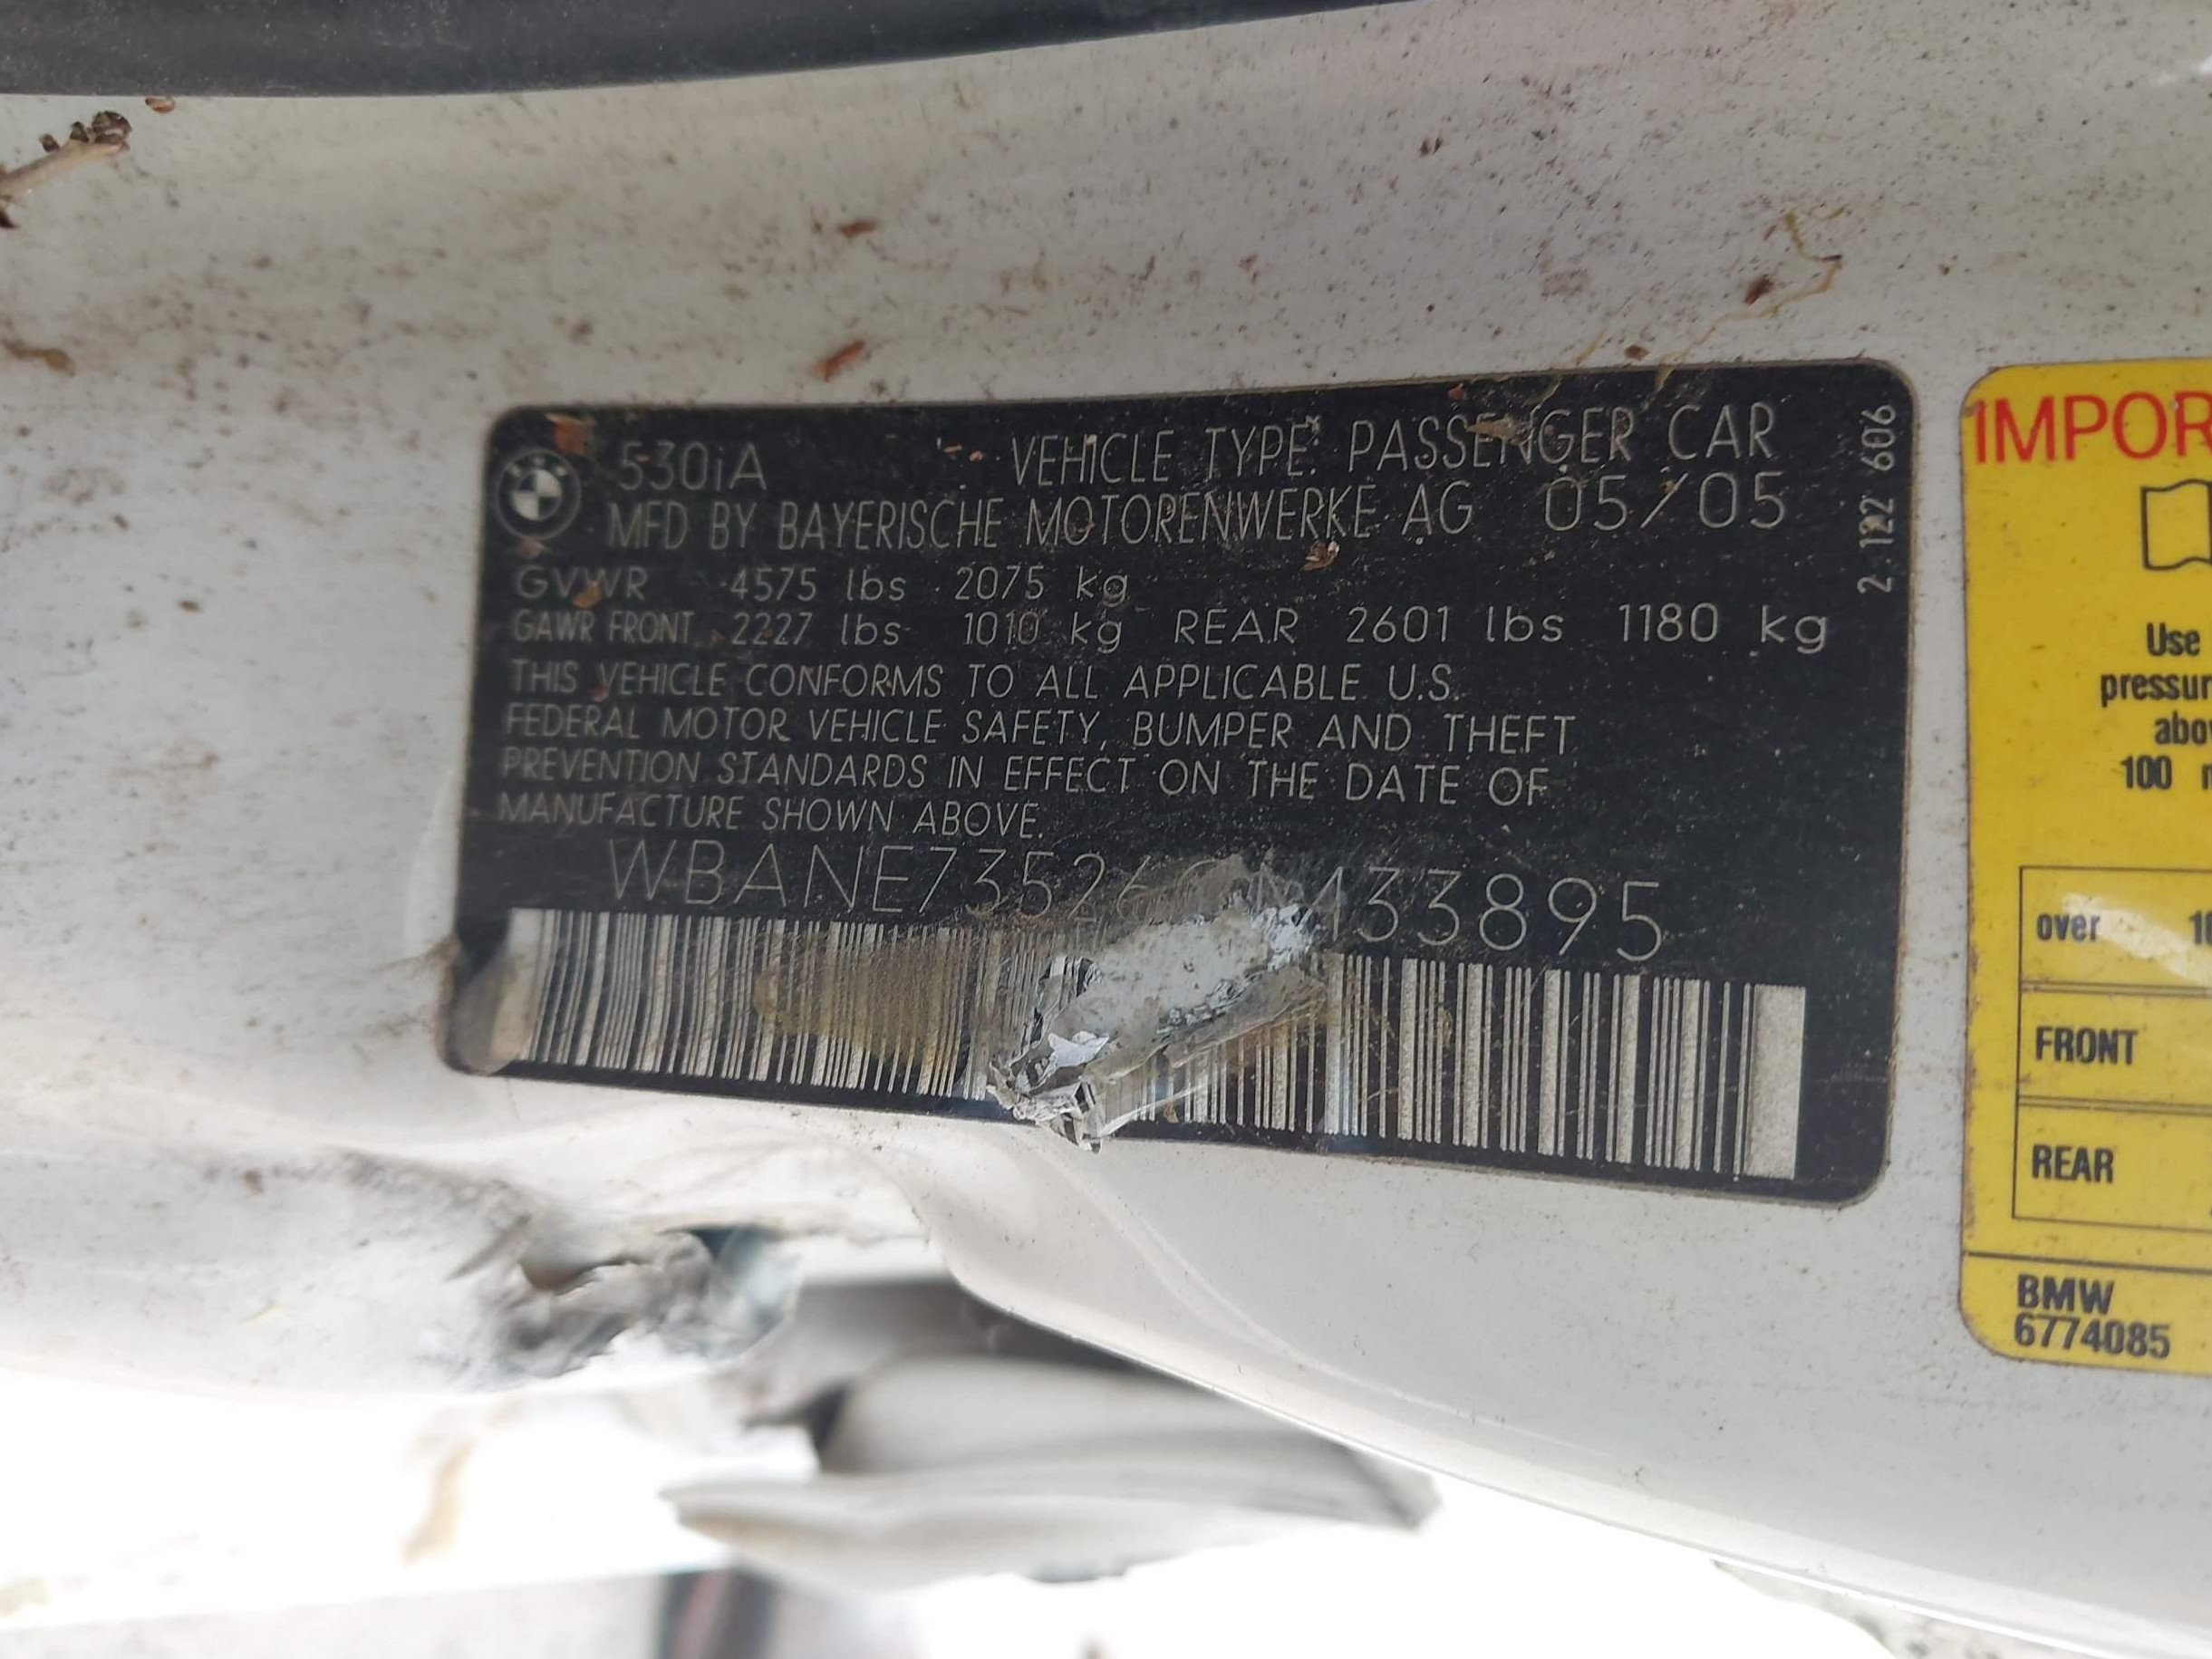 530iA VEHICLE TYPE: PASSENGER CAR
MFD BY BAYERISCHE MOTORENWERKE AG 05/05
2.122 606
GVWR 4575 lbs 2075 kg
GAWR FRONT 2227 lbs 1010 kg REAR 2601 lbs 1180 kg
THIS VEHICLE CONFORMS TO ALL APPLICABLE U.S.
FEDERAL MOTOR VEHICLE SAFETY, BUMPER AND THEFT
PREVENTION STANDARDS IN EFFECT ON THE DATE OF
MANUFACTURE SHOWN ABOVE.
IMPOR
Use
pressur
abov
100
over
FRONT
REAR
BMW
6774085